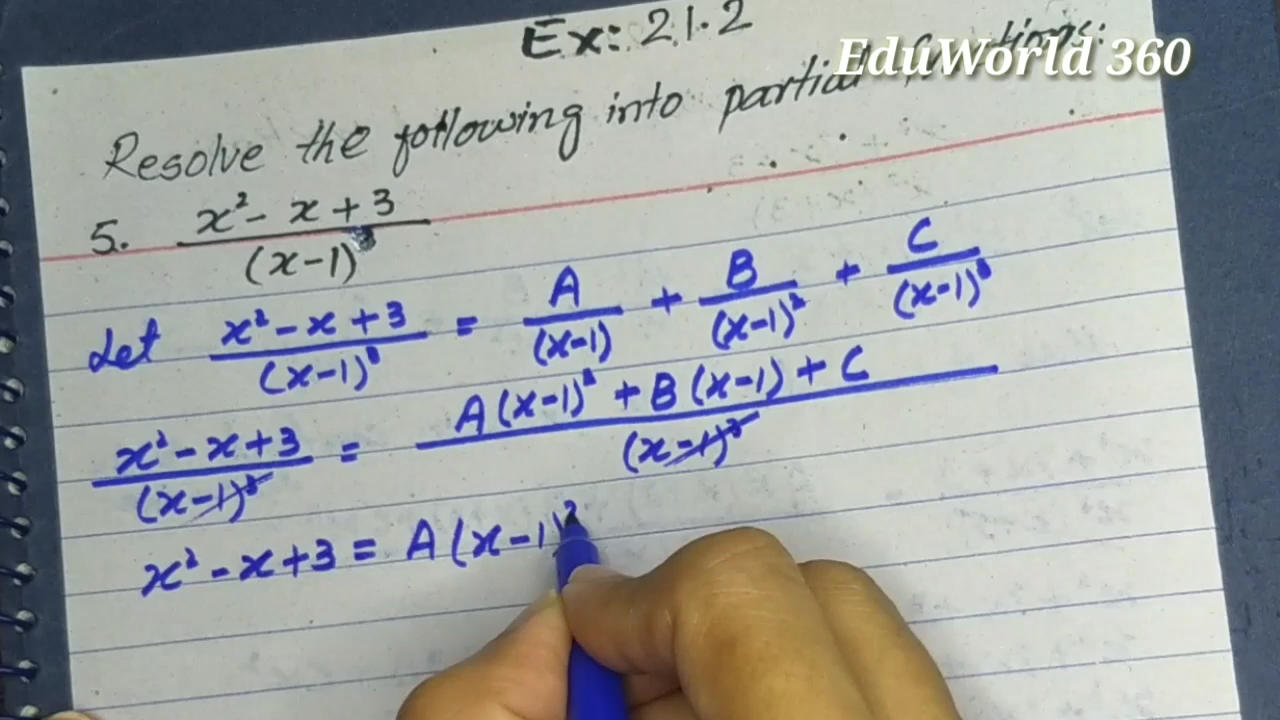 Ex: 21.2
EduWorld 360
Resolve the following into partial fractions:
5. (x² - x + 3)/(x-1)³
Let (x² - x + 3)/(x-1)³ = A/(x-1) + B/(x-1)² + C/(x-1)³
(x² - x + 3)/(x-1)³ = (A(x-1)² + B(x-1) + C)/(x-1)³
x² - x + 3 = A(x-1)²